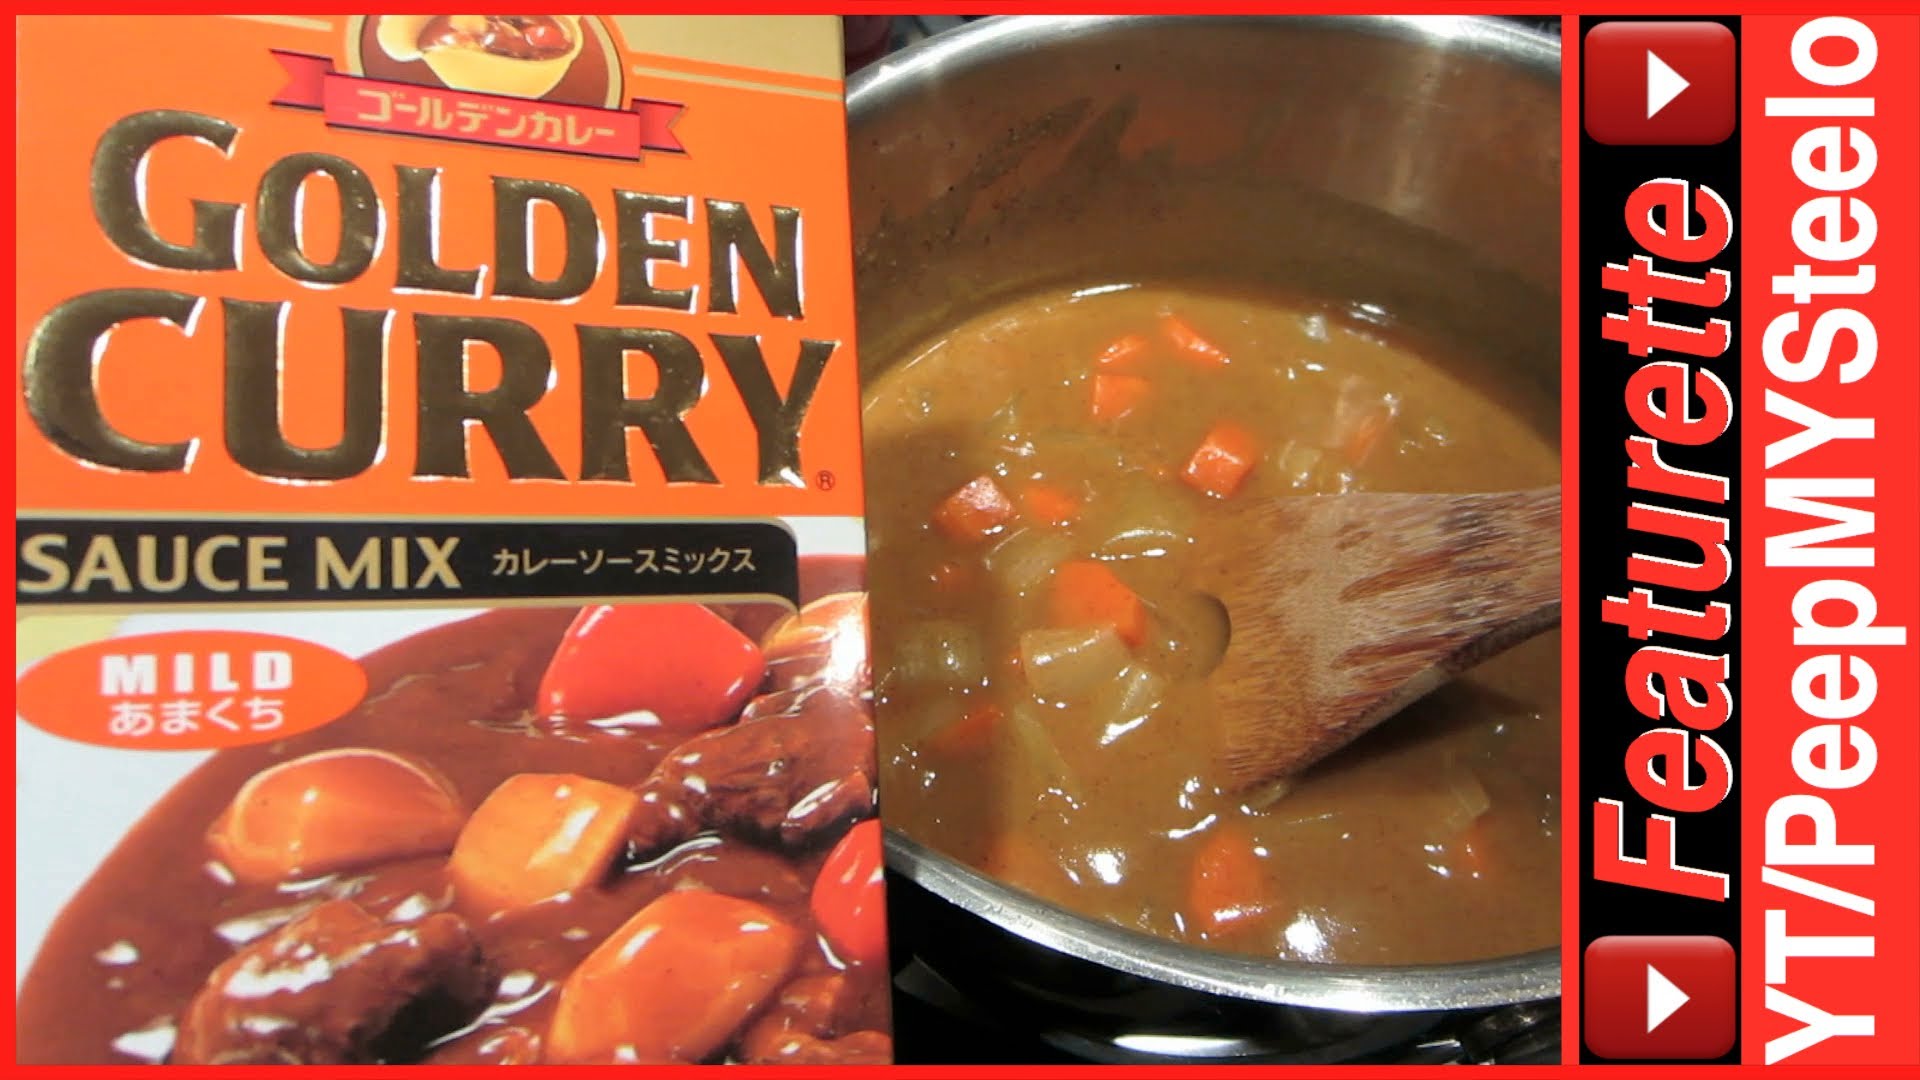 ゴールデンカレー
GOLDEN
CURRY®
SAUCE MIX カレーソースミックス
MILD
あまくち
Featurette
YT/PeepMYSteelo